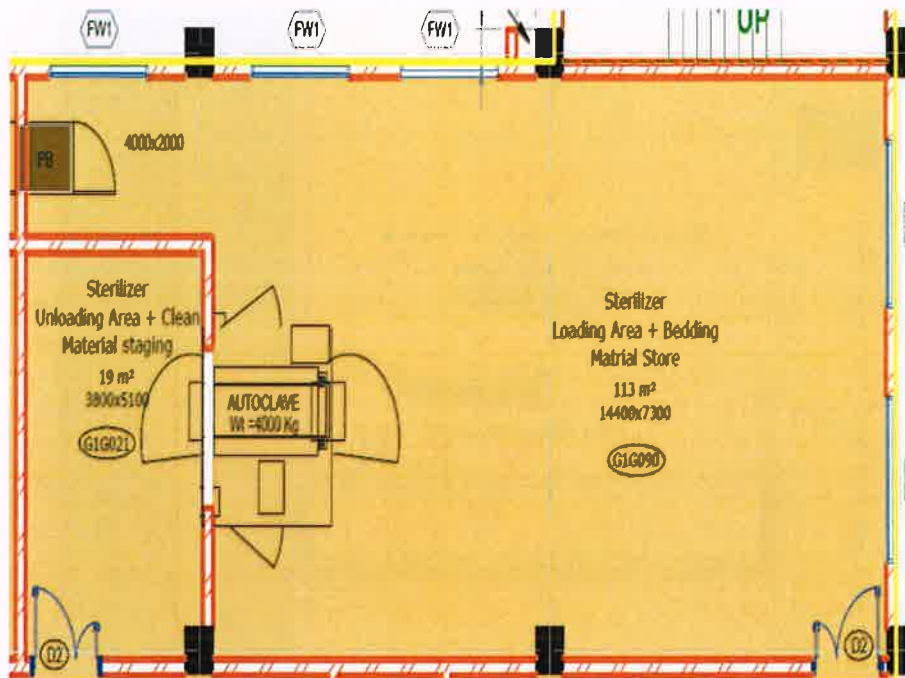 FW1
FW1
FW1
UP
PB
4000x2000
Sterilizer
Unloading Area + Clean
Material staging
19 m²
3800x5100
G1G021
AUTOCLAVE
Wt =4000 Kg
Sterilizer
Loading Area + Bedding
Matrial Store
113 m²
14400x7300
G1G090
D2
D2